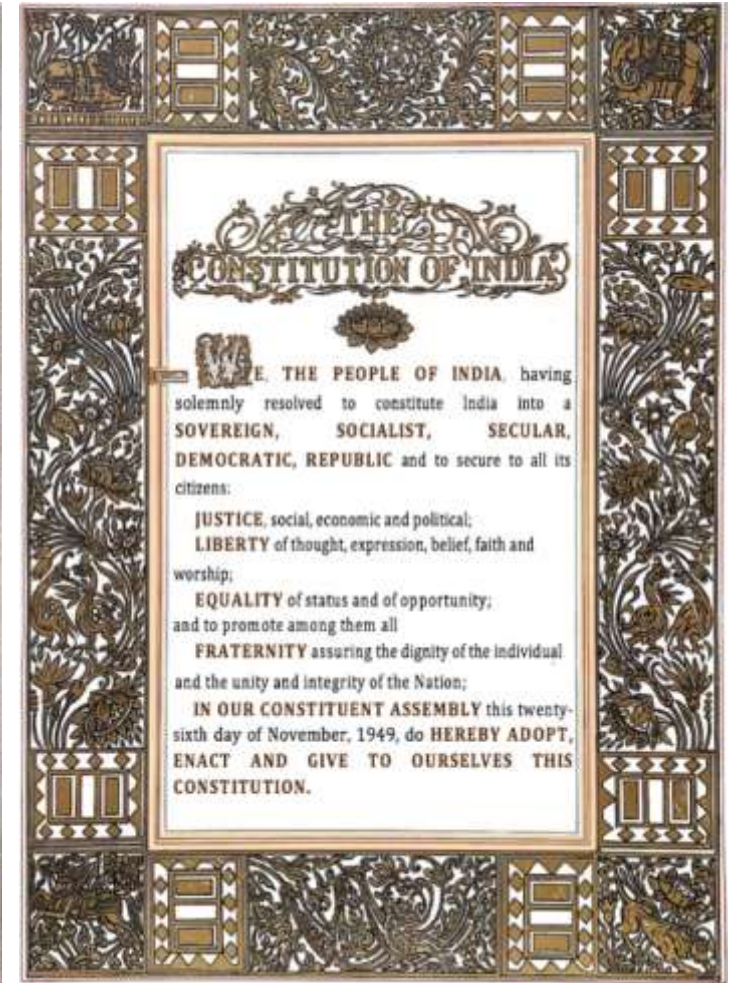 THE
CONSTITUTION OF INDIA
WE, THE PEOPLE OF INDIA, having
solemnly resolved to constitute India into a
SOVEREIGN, SOCIALIST, SECULAR,
DEMOCRATIC, REPUBLIC and to secure to all its
citizens:
JUSTICE, social, economic and political;
LIBERTY of thought, expression, belief, faith and
worship;
EQUALITY of status and of opportunity;
and to promote among them all
FRATERNITY assuring the dignity of the individual
and the unity and integrity of the Nation;
IN OUR CONSTITUENT ASSEMBLY this twenty-
sixth day of November, 1949, do HEREBY ADOPT,
ENACT AND GIVE TO OURSELVES THIS
CONSTITUTION.